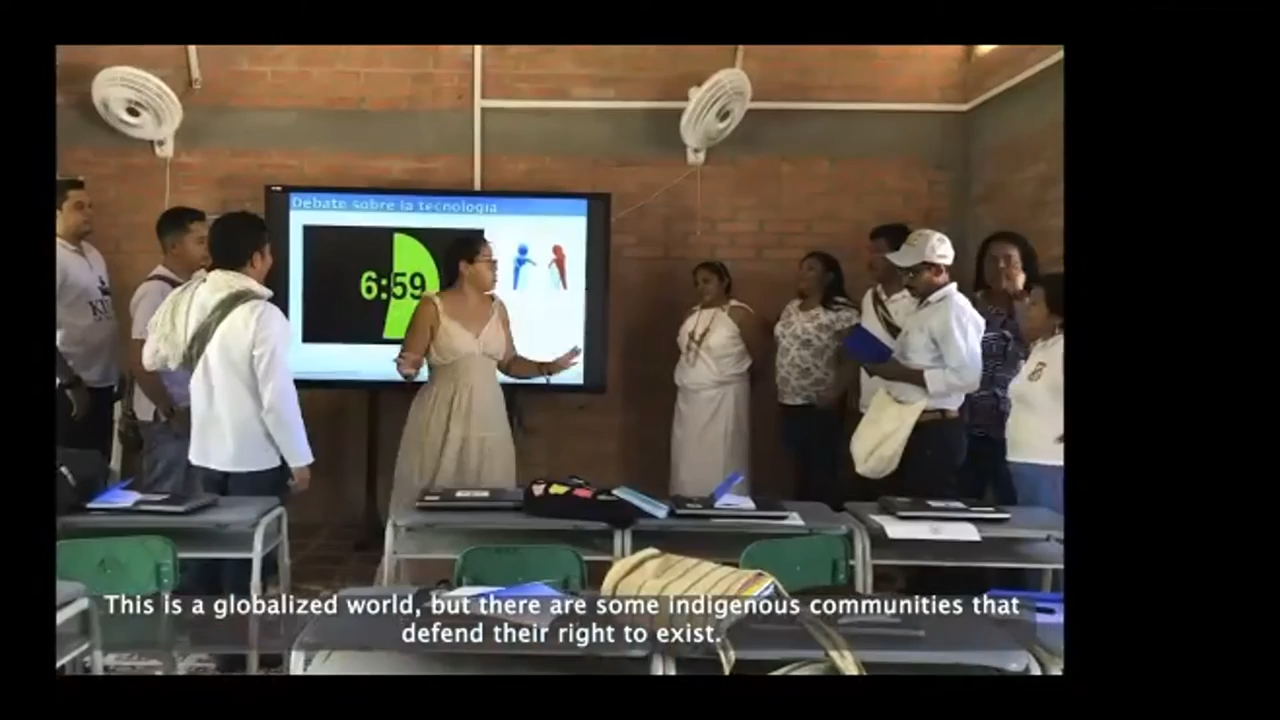 Debate sobre la tecnología
6:59
This is a globalized world, but there are some indigenous communities that
defend their right to exist.